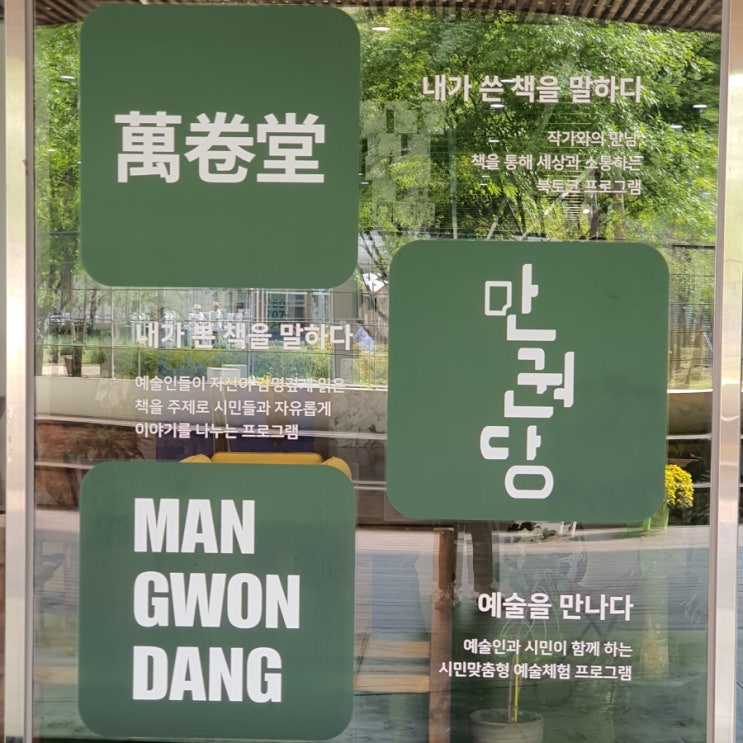 萬卷堂
내가 쓴 책을 말하다
작가와의 만남
책을 통해 세상과 소통하는
북토크 프로그램
만권당
내가 쓴 책을 말하다
예술인들이 자신이 감명깊게 읽은
책을 주제로 시민들과 자유롭게
이야기를 나누는 프로그램
MAN
GWON
DANG
예술을 만나다
예술인과 시민이 함께 하는
시민맞춤형 예술체험 프로그램